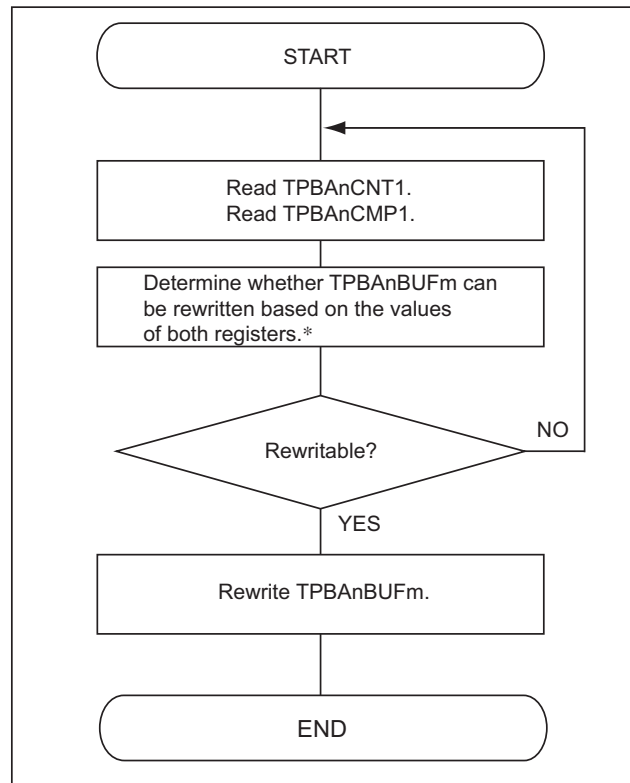 START
Read TPBAnCNT1.
Read TPBAnCMP1.
Determine whether TPBAnBUFm can
be rewritten based on the values
of both registers.*
Rewritable?
NO
YES
Rewrite TPBAnBUFm.
END